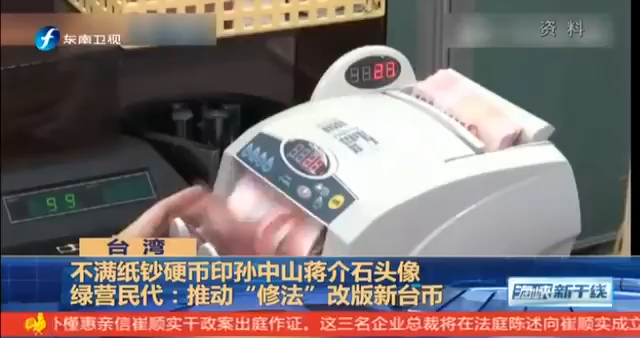 东南卫视
资料
99
台湾
不满纸钞硬币印孙中山蒋介石头像
绿营民代：推动“修法”改版新台币
海峡新干线
朴槿惠亲信崔顺实干政案出庭作证。这三名企业总裁将在法庭陈述向崔顺实成立